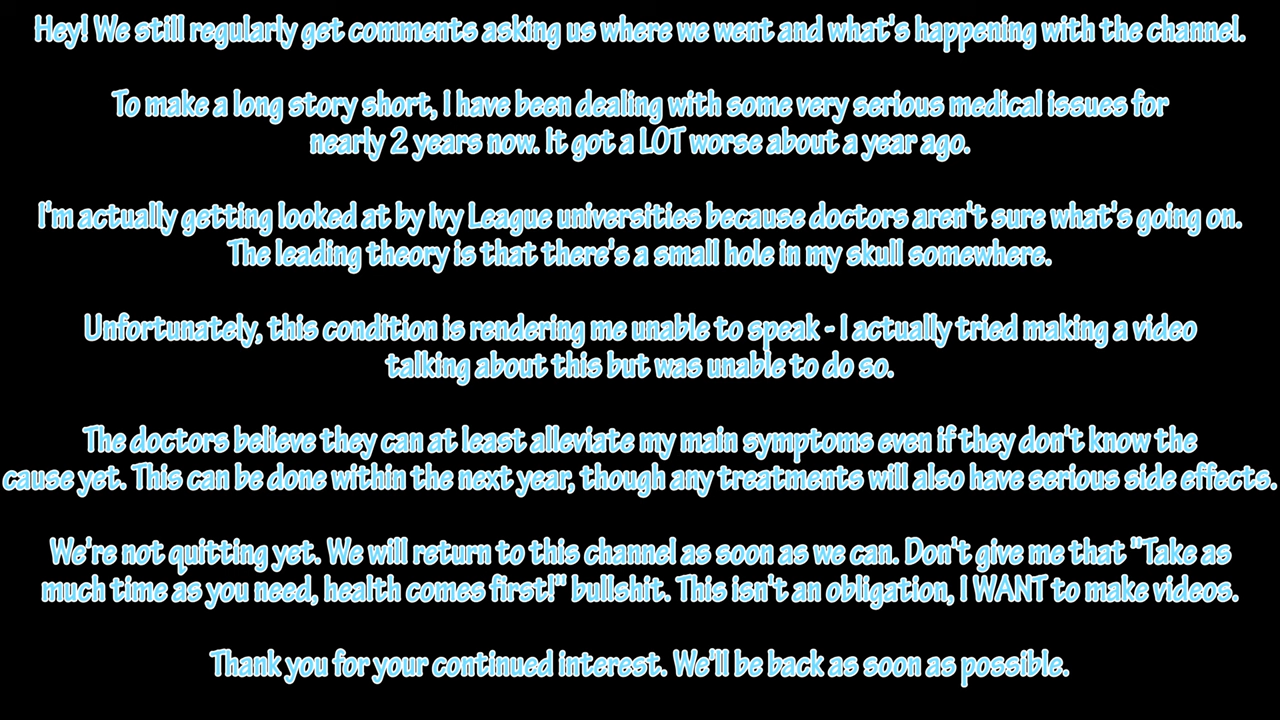 Hey! We still regularly get comments asking us where we went and what's happening with the channel.
To make a long story short, I have been dealing with some very serious medical issues for
nearly 2 years now. It got a LOT worse about a year ago.
I'm actually getting looked at by Ivy League universities because doctors aren't sure what's going on.
The leading theory is that there's a small hole in my skull somewhere.
Unfortunately, this condition is rendering me unable to speak - I actually tried making a video
talking about this but was unable to do so.
The doctors believe they can at least alleviate my main symptoms even if they don't know the
cause yet. This can be done within the next year, though any treatments will also have serious side effects.
We're not quitting yet. We will return to this channel as soon as we can. Don't give me that "Take as
much time as you need, health comes first!" bullshit. This isn't an obligation, I WANT to make videos.
Thank you for your continued interest. We'll be back as soon as possible.